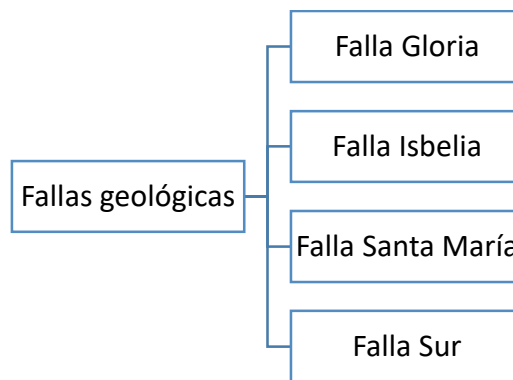 Falla Gloria
Falla Isbelia
Fallas geológicas
Falla Santa María
Falla Sur